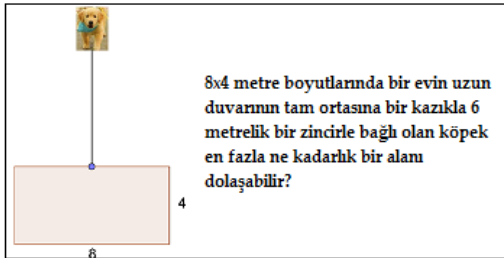 8x4 metre boyutlarında bir evin uzun
duvarının tam ortasına bir kazıkla 6
metrelik bir zincirle bağlı olan köpek
en fazla ne kadarlık bir alanı
dolaşabilir?
4
8